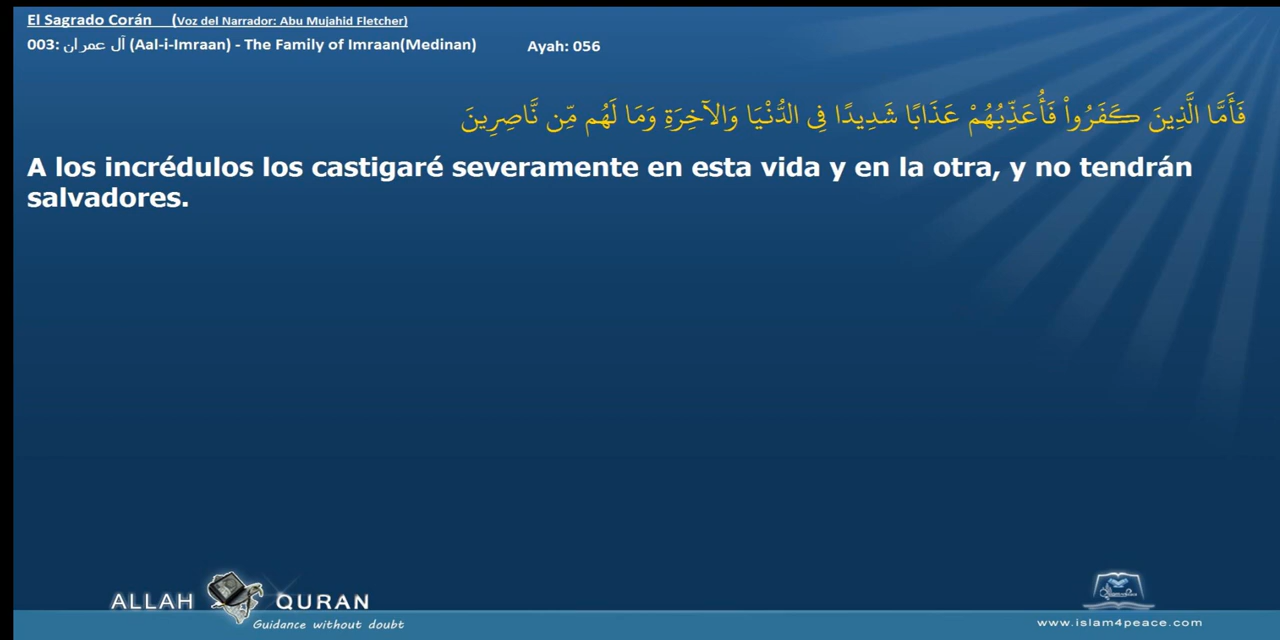 El Sagrado Corán (Voz del Narrador: Abu Mujahid Fletcher)
003: آل عمران (Aal-i-Imraan) - The Family of Imraan(Medinan) Ayah: 056
فَأَمَّا الَّذِينَ كَفَرُواْ فَأُعَذِّبُهُمْ عَذَابًا شَدِيدًا فِي الدُّنْيَا وَالآخِرَةِ وَمَا لَهُم مِّن نَّاصِرِينَ
A los incrédulos los castigaré severamente en esta vida y en la otra, y no tendrán
salvadores.
ALLAH QURAN
Guidance without doubt
www.islam4peace.com